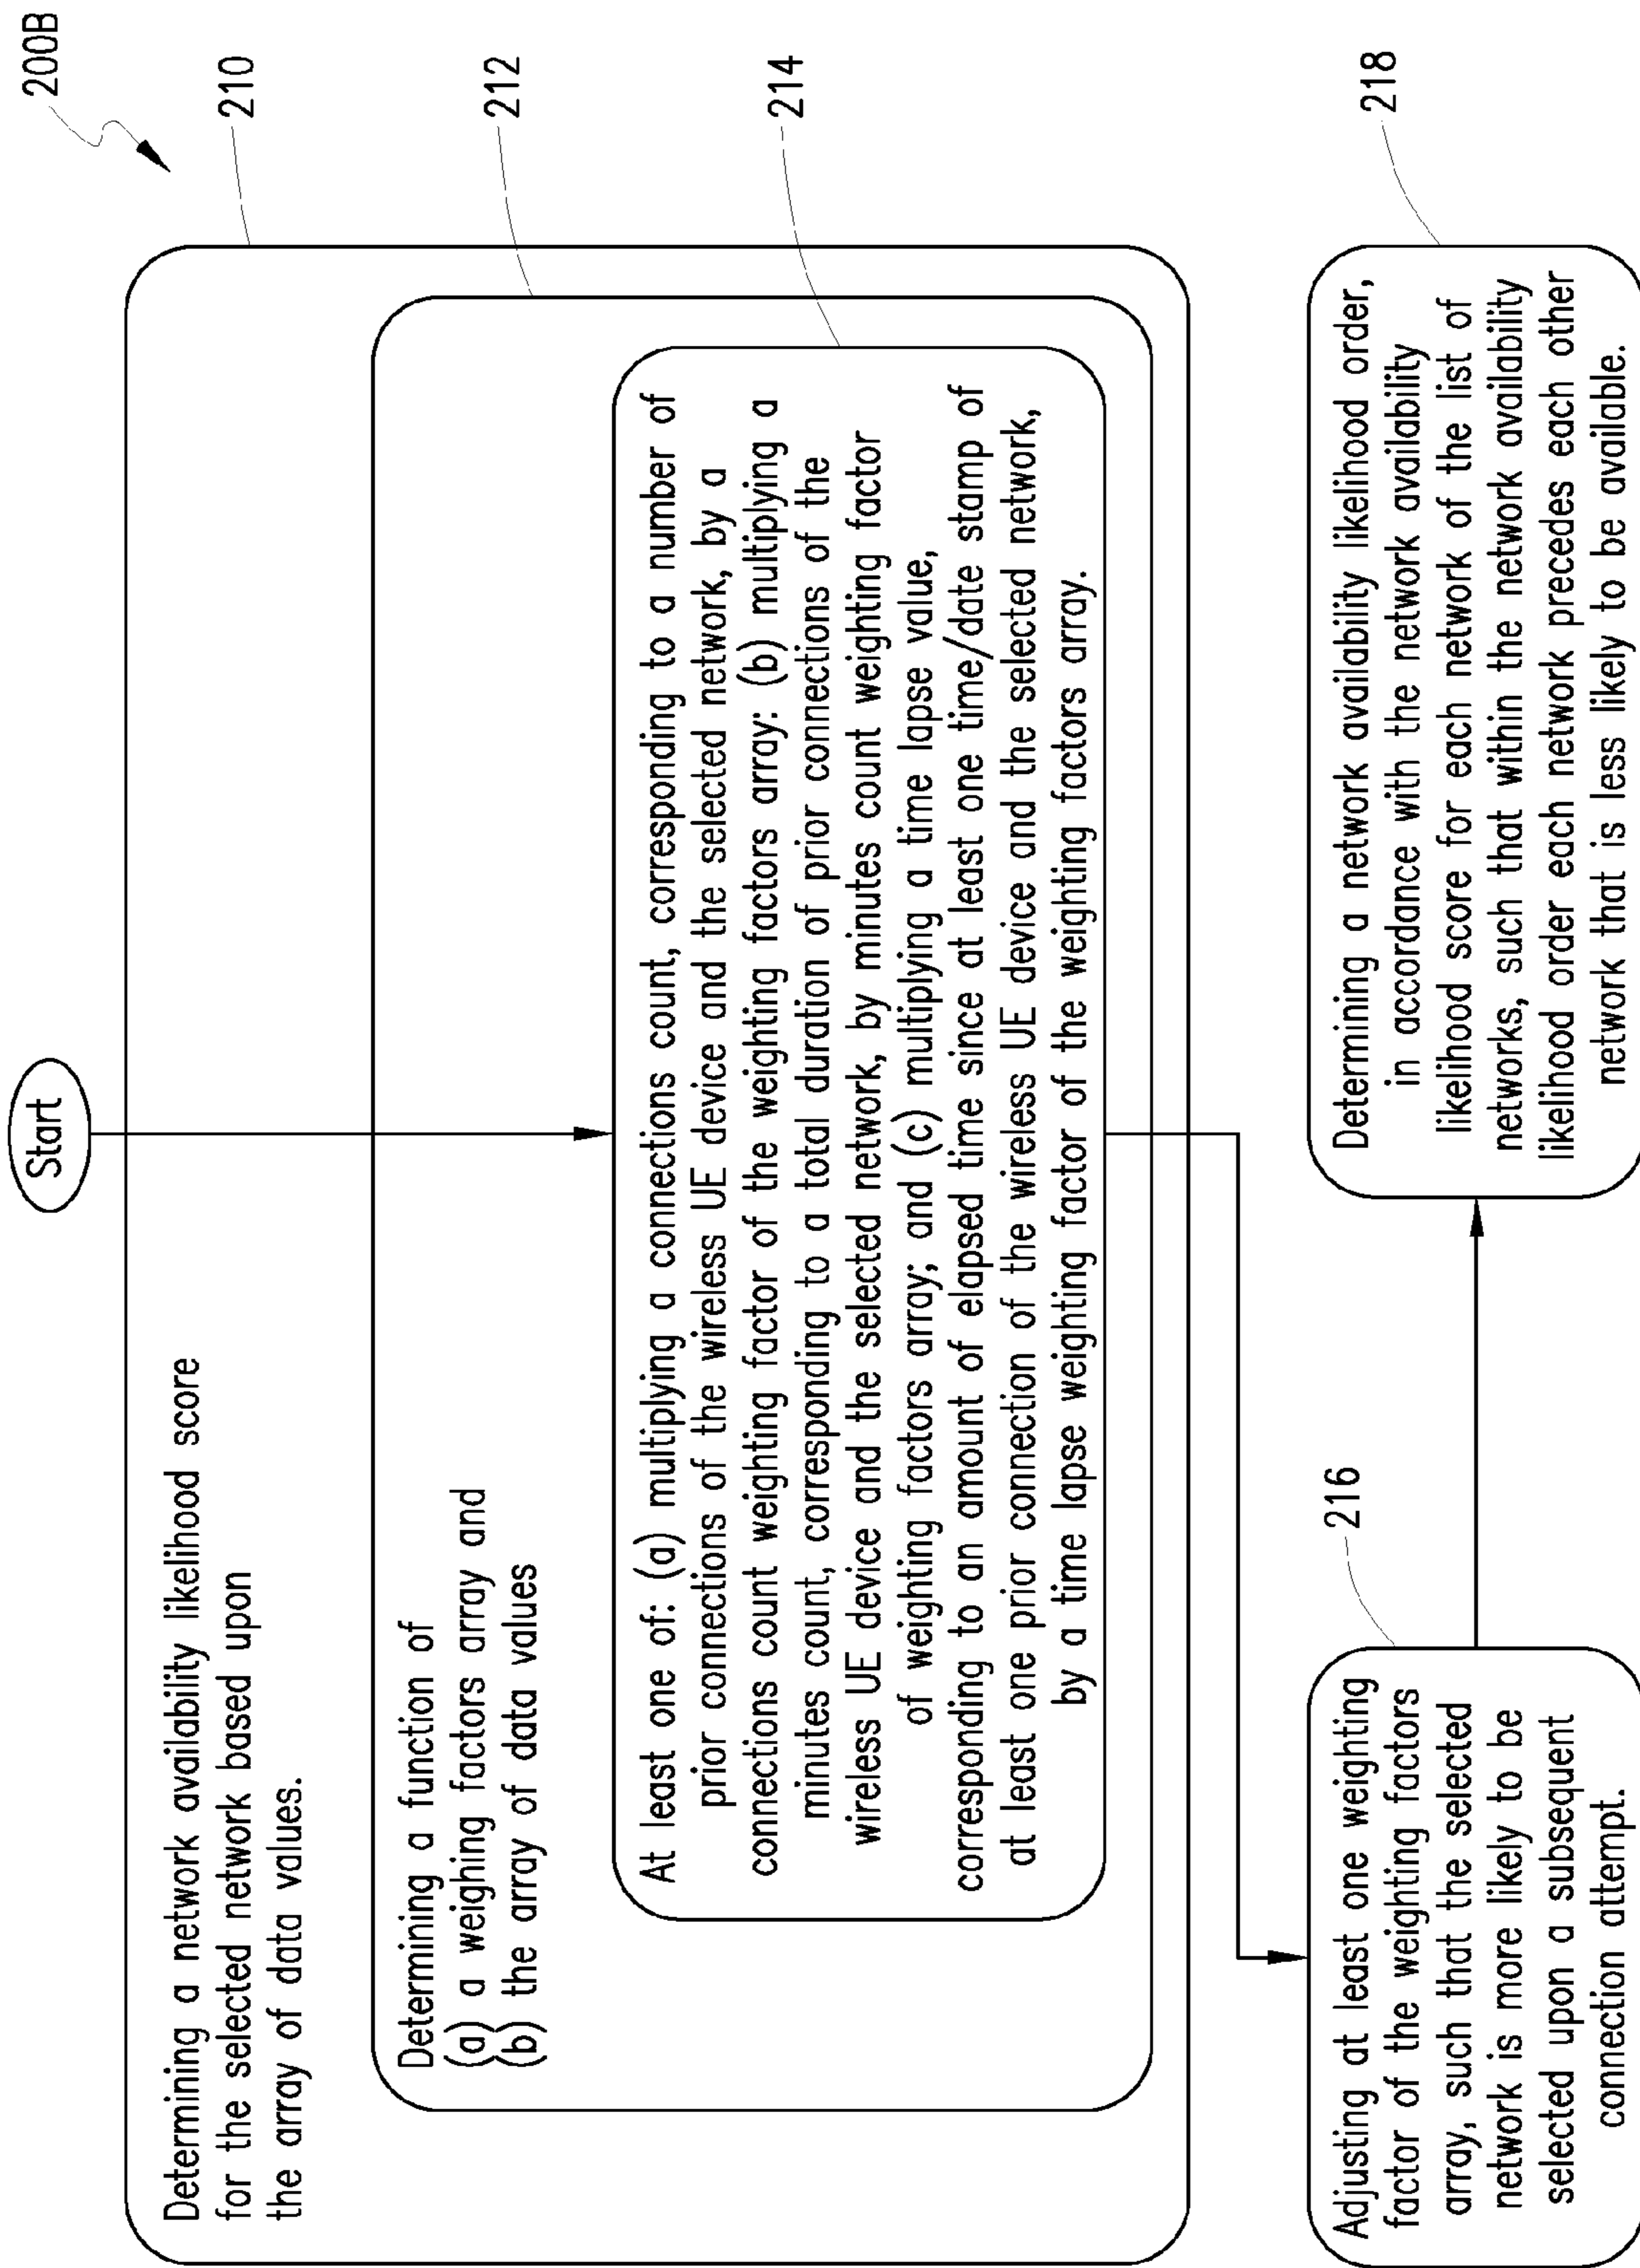 200B
Start
210
Determining a network availability likelihood score
for the selected network based upon
the array of data values.
212
Determining a function of
(a) a weighing factors array and
(b) the array of data values
214
At least one of: (a) multiplying a connections count, corresponding to a number of
prior connections of the wireless UE device and the selected network, by a
connections count weighting factor of the weighting factors array: (b) multiplying a
minutes count, corresponding to a total duration of prior connections of the
wireless UE device and the selected network, by minutes count weighting factor
of weighting factors array; and (c) multiplying a time lapse value,
corresponding to an amount of elapsed time since at least one time/date stamp of
at least one prior connection of the wireless UE device and the selected network,
by a time lapse weighting factor of the weighting factors array.
216
Adjusting at least one weighting
factor of the weighting factors
array, such that the selected
network is more likely to be
selected upon a subsequent
connection attempt.
218
Determining a network availability likelihood order,
in accordance with the network availability
likelihood score for each network of the list of
networks, such that within the network availability
likelihood order each network precedes each other
network that is less likely to be available.